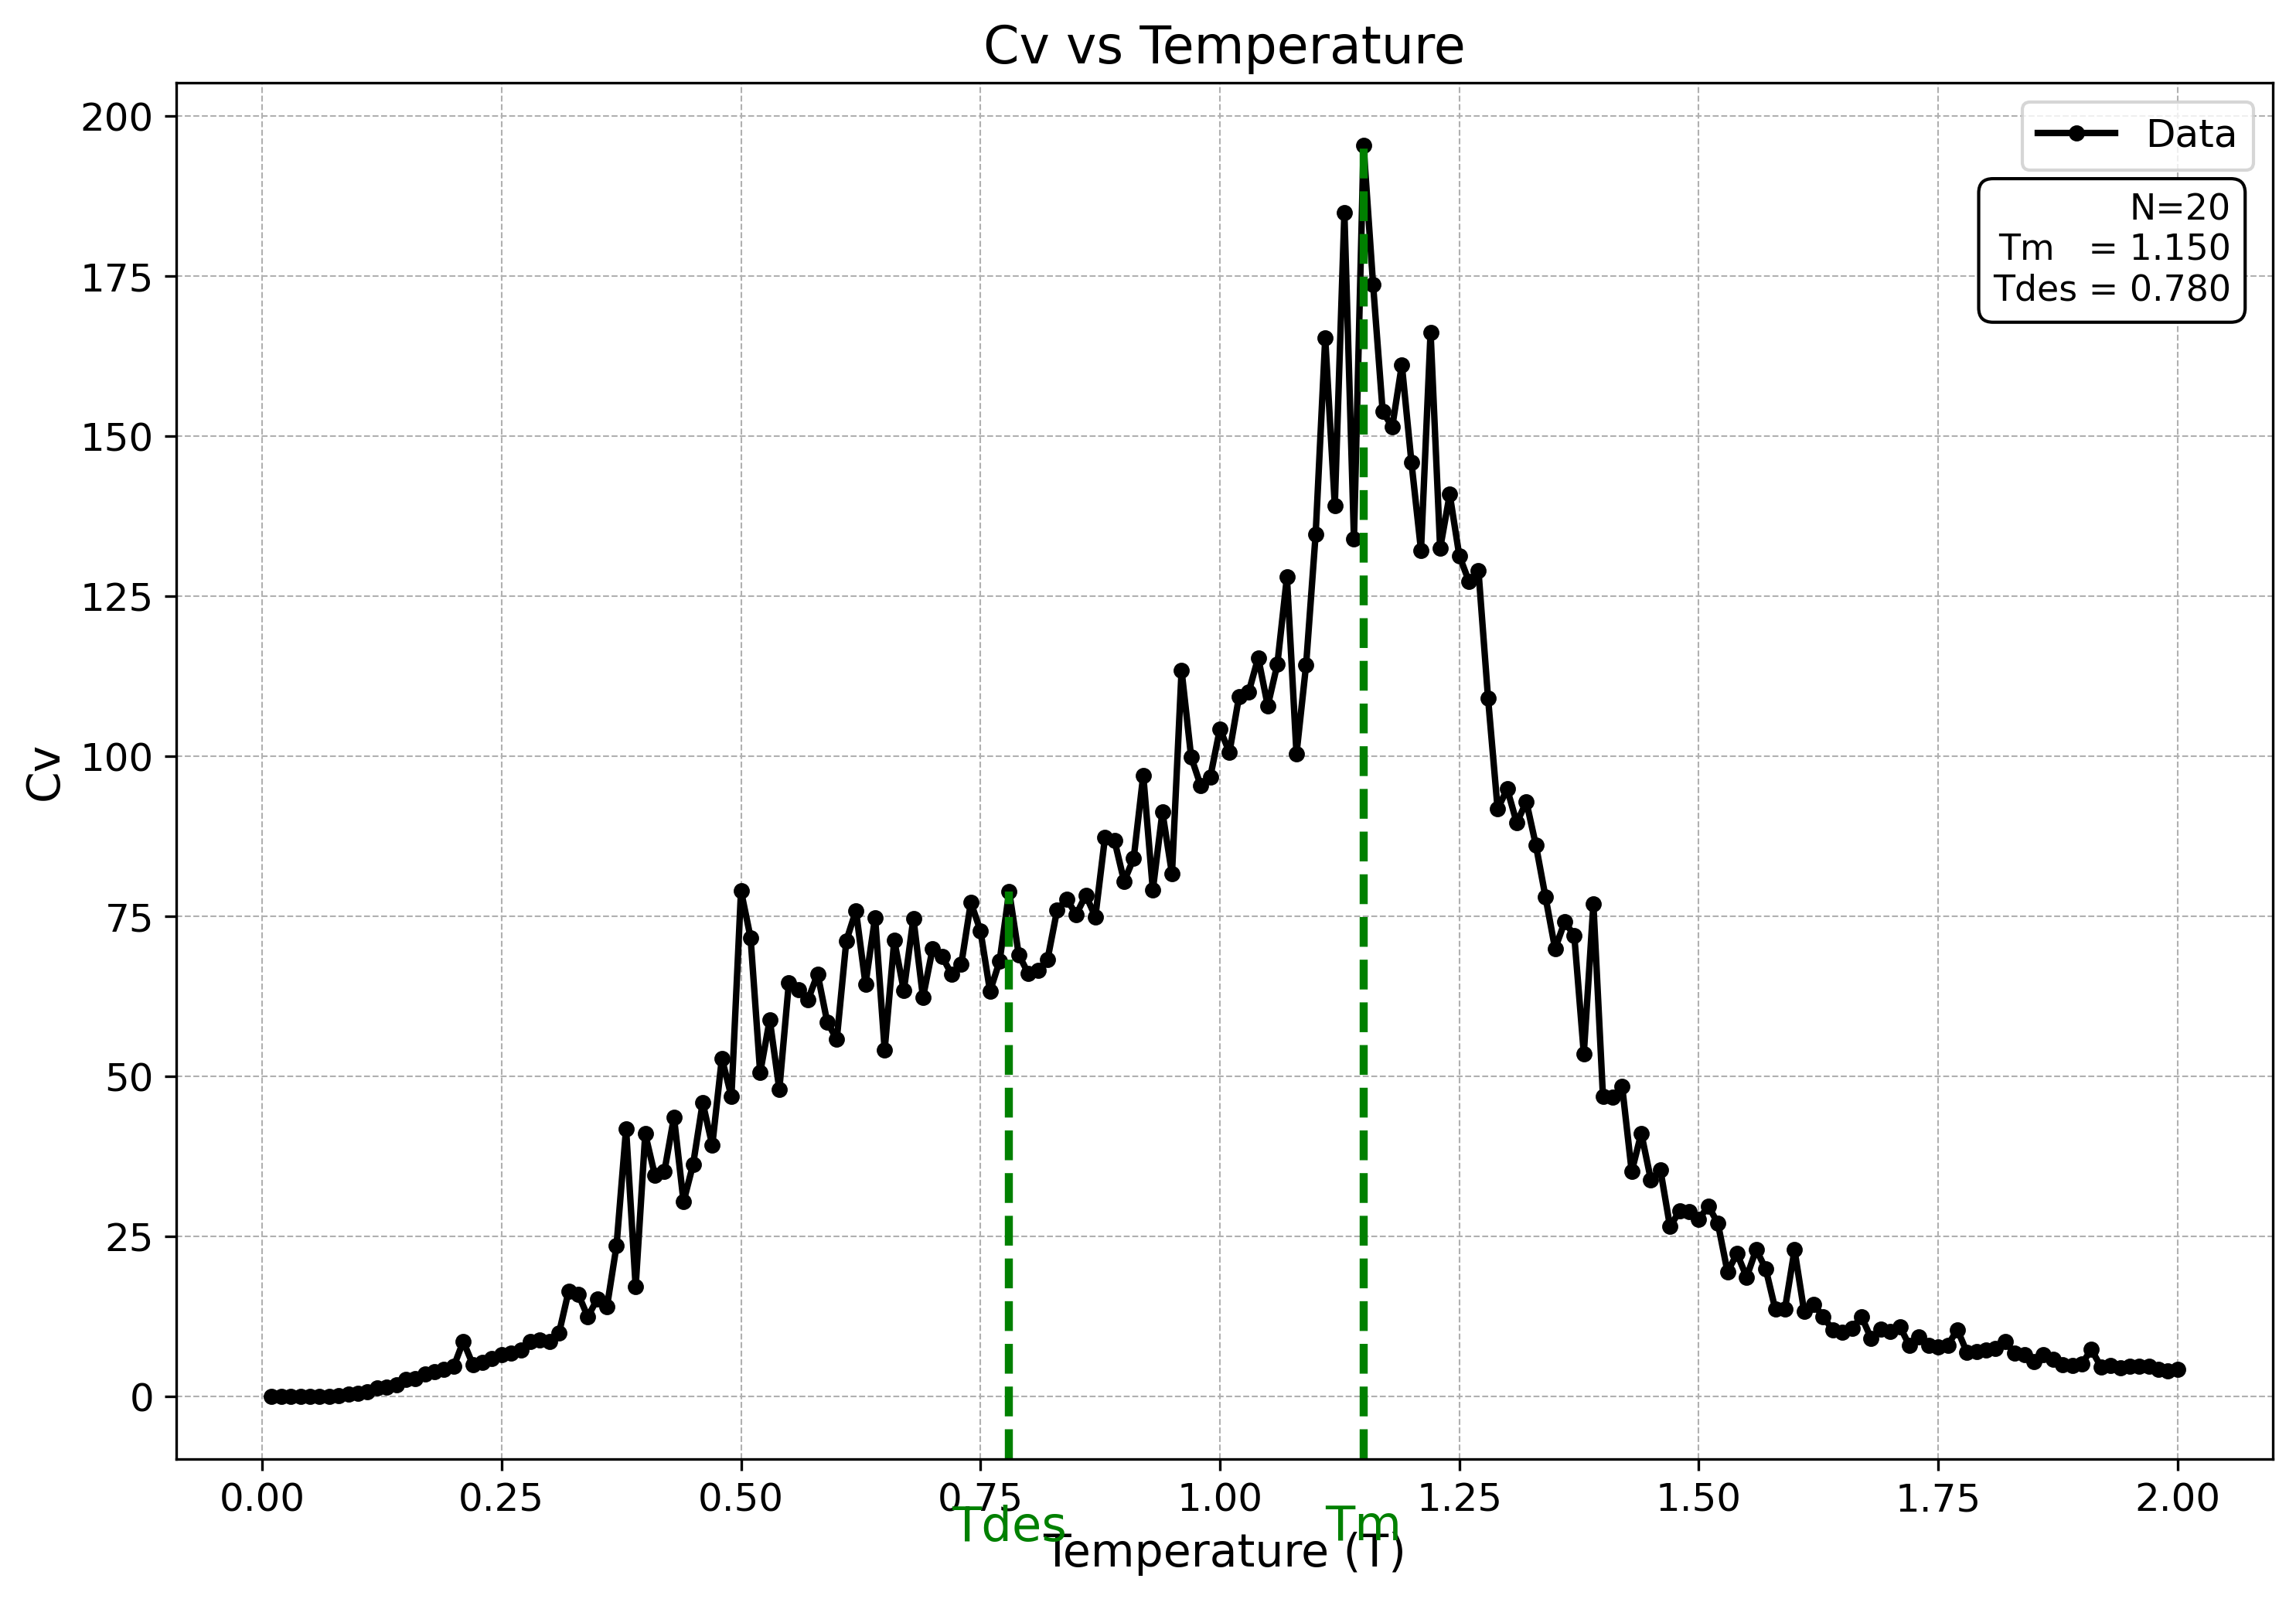 Cv vs Temperature
Data
N=20
Tm   = 1.150
Tdes = 0.780
Cv
200
175
150
125
100
75
50
25
0
0.00 0.25 0.50 0.75 1.00 1.25 1.50 1.75 2.00
Tdes Tm
Temperature (T)